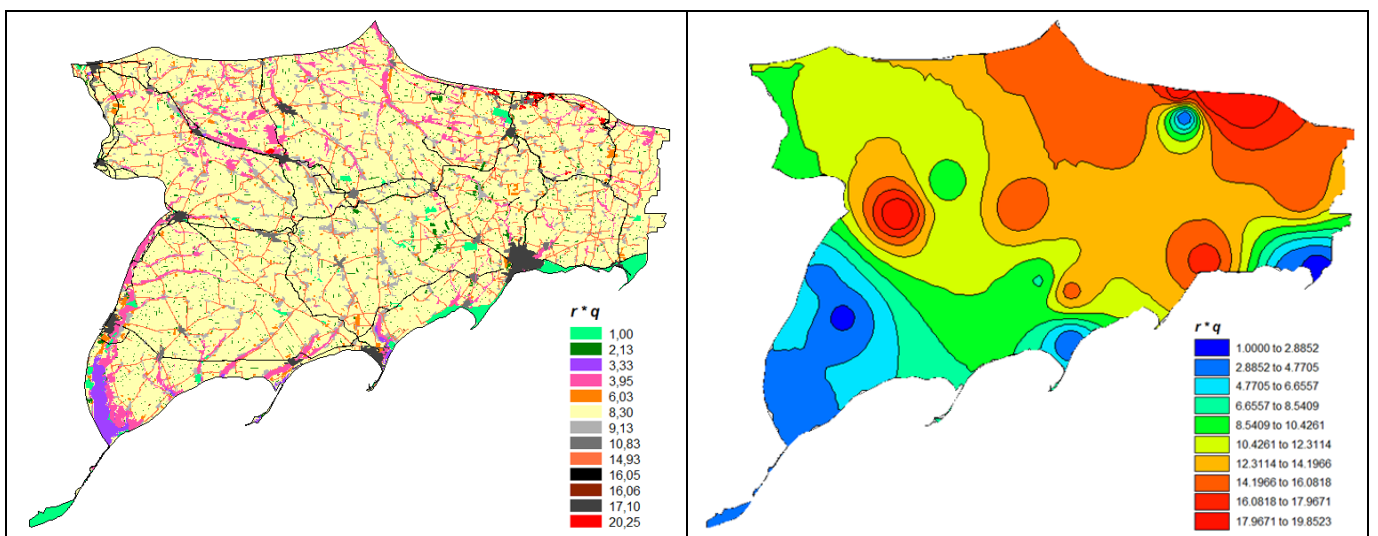 r * q
1,00
2,13
3,33
3,95
6,03
8,30
9,13
10,83
14,93
16,05
16,06
17,10
20,25
r * q
1.0000 to 2.8852
2.8852 to 4.7705
4.7705 to 6.6557
6.6557 to 8.5409
8.5409 to 10.4261
10.4261 to 12.3114
12.3114 to 14.1966
14.1966 to 16.0818
16.0818 to 17.9671
17.9671 to 19.8523